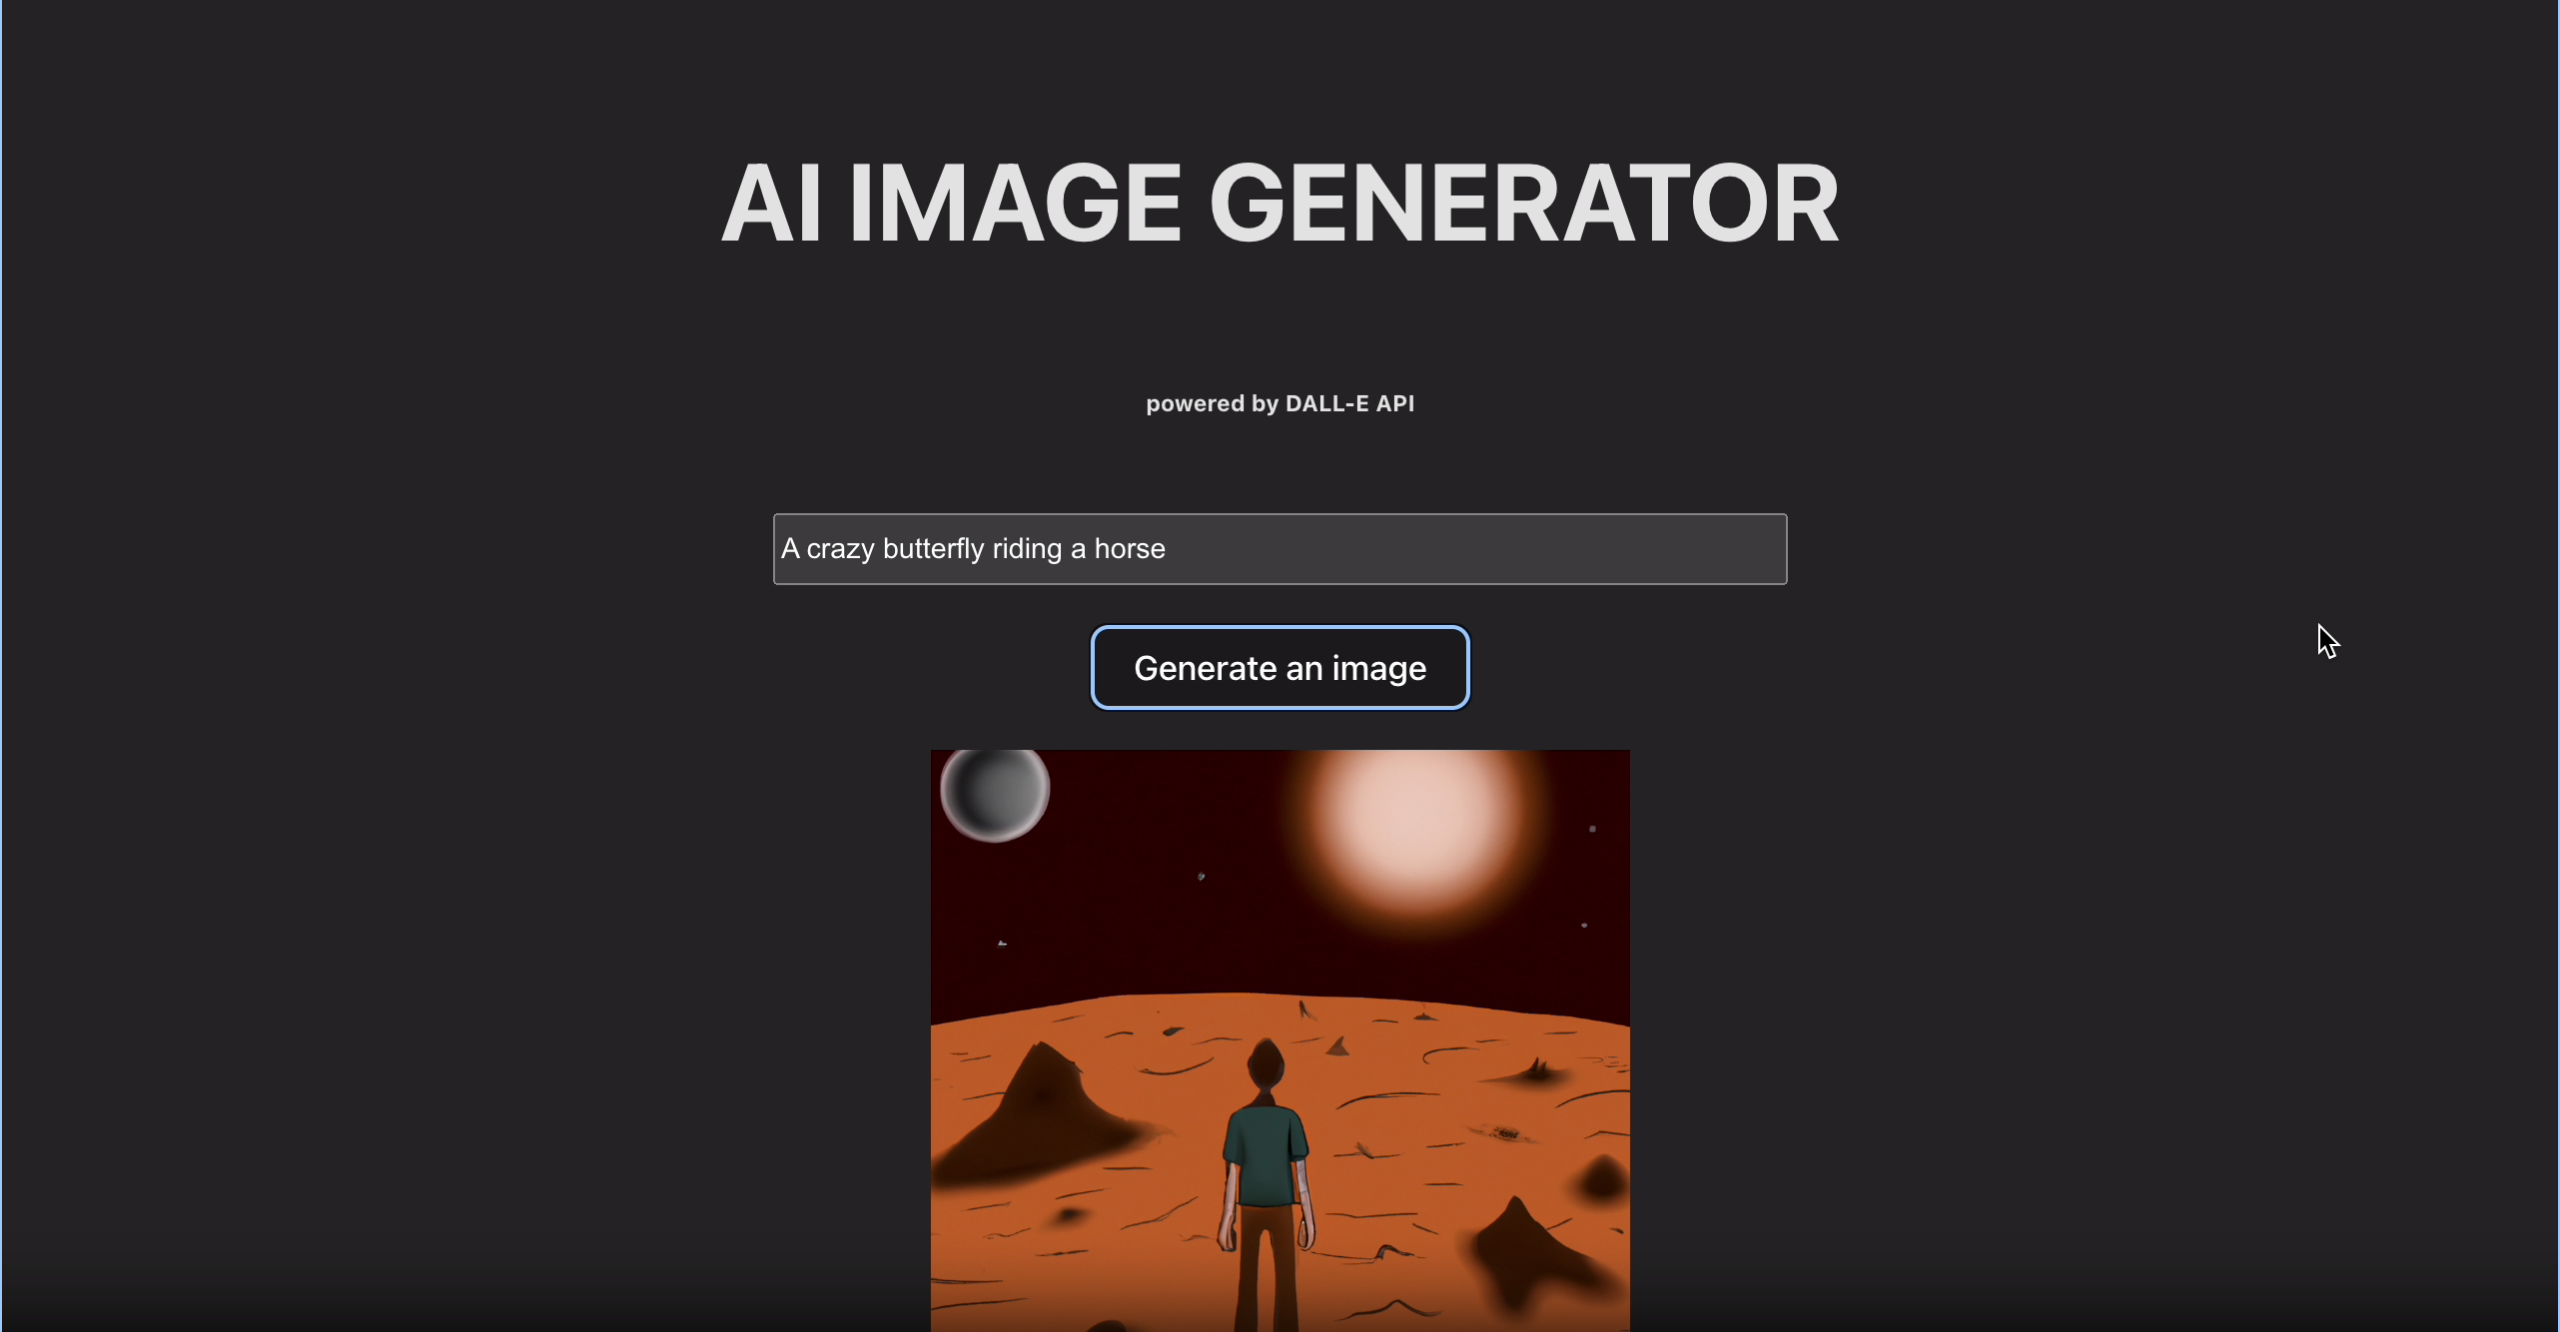 AI IMAGE GENERATOR
powered by DALL-E API
A crazy butterfly riding a horse
Generate an image